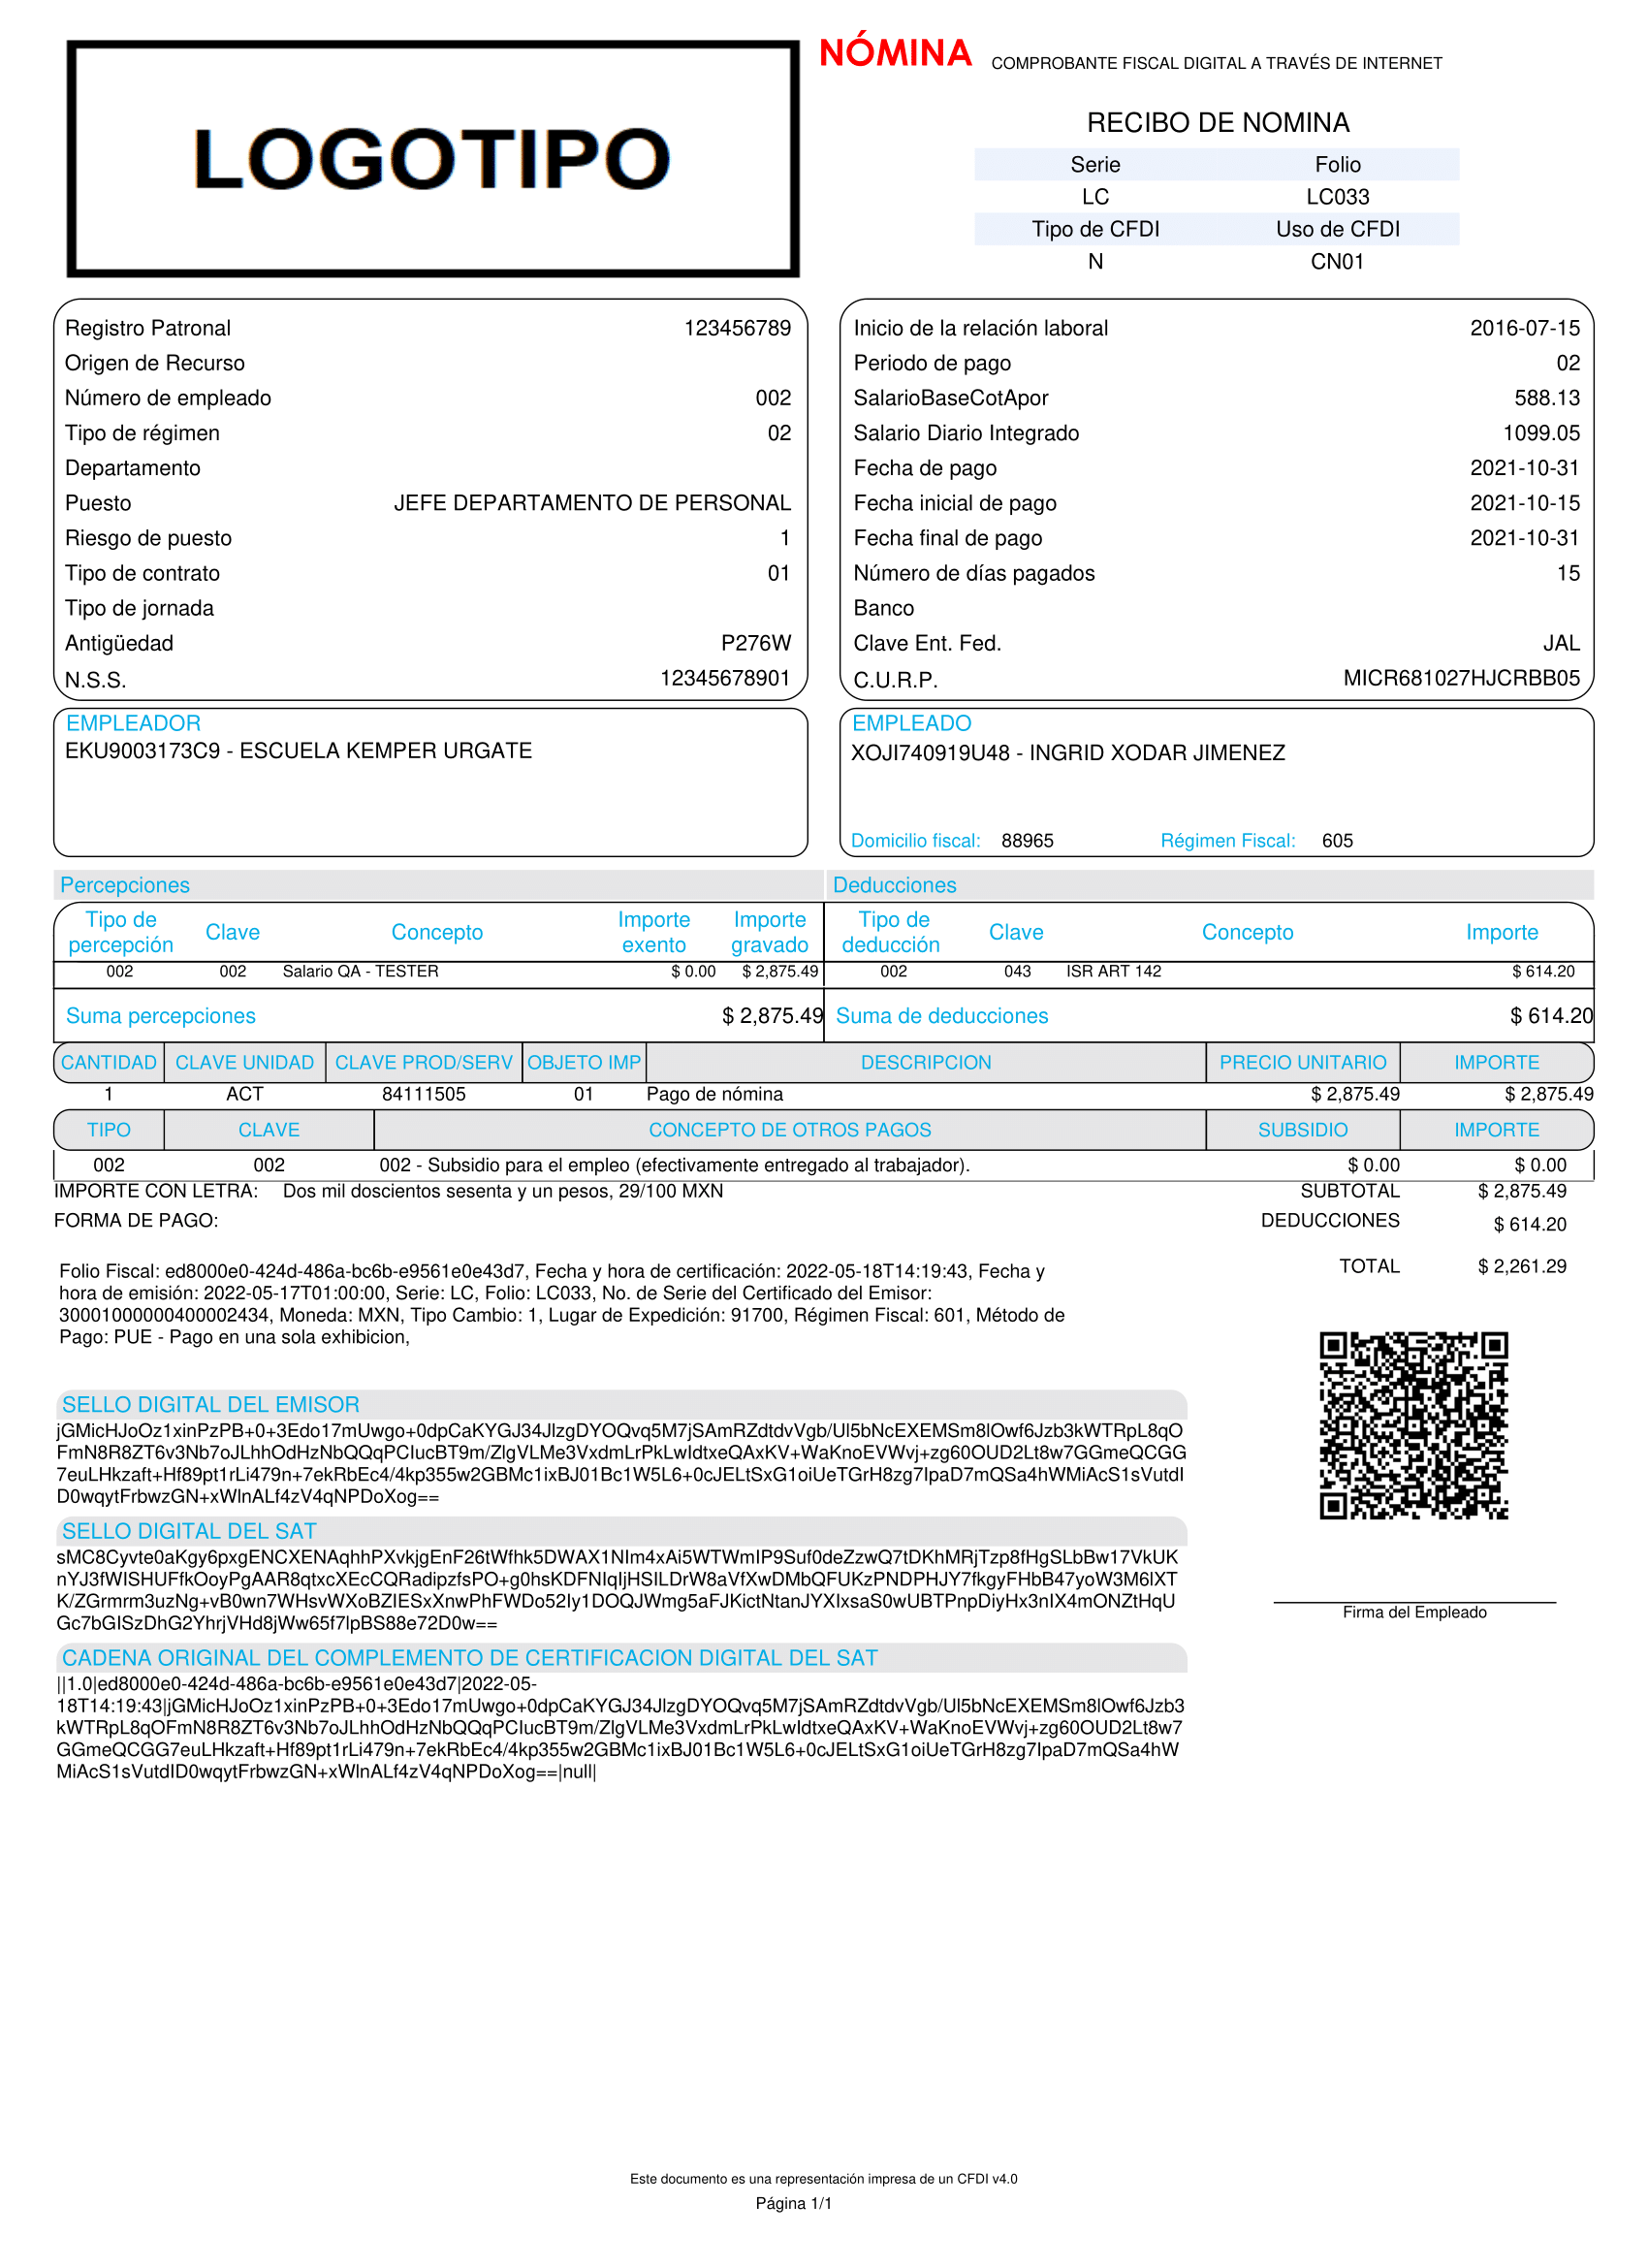 LOGOTIPO
NÓMINA COMPROBANTE FISCAL DIGITAL A TRAVÉS DE INTERNET
RECIBO DE NOMINA
Serie Folio
LC LC033
Tipo de CFDI Uso de CFDI
N CN01
Registro Patronal 123456789
Origen de Recurso
Número de empleado 002
Tipo de régimen 02
Departamento
Puesto JEFE DEPARTAMENTO DE PERSONAL
Riesgo de puesto 1
Tipo de contrato 01
Tipo de jornada
Antigüedad P276W
N.S.S. 12345678901
Inicio de la relación laboral 2016-07-15
Periodo de pago 02
SalarioBaseCotApor 588.13
Salario Diario Integrado 1099.05
Fecha de pago 2021-10-31
Fecha inicial de pago 2021-10-15
Fecha final de pago 2021-10-31
Número de días pagados 15
Banco
Clave Ent. Fed. JAL
C.U.R.P. MICR681027HJCRBB05
EMPLEADOR
EKU9003173C9 - ESCUELA KEMPER URGATE
EMPLEADO
XOJI740919U48 - INGRID XODAR JIMENEZ
Domicilio fiscal: 88965 Régimen Fiscal: 605
Percepciones Deducciones
Tipo de percepción Clave Concepto Importe exento Importe gravado Tipo de deducción Clave Concepto Importe
002 002 Salario QA - TESTER $ 0.00 $ 2,875.49 002 043 ISR ART 142 $ 614.20
Suma percepciones $ 2,875.49 Suma de deducciones $ 614.20
CANTIDAD CLAVE UNIDAD CLAVE PROD/SERV OBJETO IMP DESCRIPCION PRECIO UNITARIO IMPORTE
1 ACT 84111505 01 Pago de nómina $ 2,875.49 $ 2,875.49
TIPO CLAVE CONCEPTO DE OTROS PAGOS SUBSIDIO IMPORTE
002 002 002 - Subsidio para el empleo (efectivamente entregado al trabajador). $ 0.00 $ 0.00
IMPORTE CON LETRA: Dos mil doscientos sesenta y un pesos, 29/100 MXN SUBTOTAL $ 2,875.49
FORMA DE PAGO: DEDUCCIONES $ 614.20
TOTAL $ 2,261.29
Folio Fiscal: ed8000e0-424d-486a-bc6b-e9561e0e43d7, Fecha y hora de certificación: 2022-05-18T14:19:43, Fecha y
hora de emisión: 2022-05-17T01:00:00, Serie: LC, Folio: LC033, No. de Serie del Certificado del Emisor:
30001000000400002434, Moneda: MXN, Tipo Cambio: 1, Lugar de Expedición: 91700, Régimen Fiscal: 601, Método de
Pago: PUE - Pago en una sola exhibicion,
SELLO DIGITAL DEL EMISOR
jGMicHJoOz1xinPzPB+0+3Edo17mUwgo+0dpCaKYGJ34JlzgDYOQvq5M7jSAmRZdtdvVgb/Ul5bNcEXEMSm8lOwf6Jzb3kWTRpL8qO
FmN8R8ZT6v3Nb7oJLhhOdHzNbQQqPCIucBT9m/ZlgVLMe3VxdmLrPkLwIdtxeQAxKV+WaKnoEVWvj+zg60OUD2Lt8w7GGmeQCGG
7euLHkzaft+Hf89pt1rLi479n+7ekRbEc4/4kp355w2GBMc1ixBJ01Bc1W5L6+0cJELtSxG1oiUeTGrH8zg7IpaD7mQSa4hWMiAcS1sVutdI
D0wqytFrbwzGN+xWlnALf4zV4qNPDoXog==
SELLO DIGITAL DEL SAT
sMC8Cyvte0aKgy6pxgENCXENAqhhPXvkjgEnF26tWfhk5DWAX1NIm4xAi5WTWmIP9Suf0deZzwQ7tDKhMRjTzp8fHgSLbBw17VkUK
nYJ3fWISHUFfkOoyPgAAR8qtxcXEcCQRadipzfsPO+g0hsKDFNIqIjHSILDrW8aVfXwDMbQFUKzPNDPHJY7fkgyFHbB47yoW3M6lXT
K/ZGrmrm3uzNg+vB0wn7WHsvWXoBZIESxXnwPhFWDo52Iy1DOQJWmg5aFJKictNtanJYXIxsaS0wUBTPnpDiyHx3nIX4mONZtHqU
Gc7bGISzDhG2YhrjVHd8jWw65f7lpBS88e72D0w==
Firma del Empleado
CADENA ORIGINAL DEL COMPLEMENTO DE CERTIFICACION DIGITAL DEL SAT
||1.0|ed8000e0-424d-486a-bc6b-e9561e0e43d7|2022-05-
18T14:19:43|jGMicHJoOz1xinPzPB+0+3Edo17mUwgo+0dpCaKYGJ34JlzgDYOQvq5M7jSAmRZdtdvVgb/Ul5bNcEXEMSm8lOwf6Jzb3
kWTRpL8qOFmN8R8ZT6v3Nb7oJLhhOdHzNbQQqPCIucBT9m/ZlgVLMe3VxdmLrPkLwIdtxeQAxKV+WaKnoEVWvj+zg60OUD2Lt8w7
GGmeQCGG7euLHkzaft+Hf89pt1rLi479n+7ekRbEc4/4kp355w2GBMc1ixBJ01Bc1W5L6+0cJELtSxG1oiUeTGrH8zg7IpaD7mQSa4hW
MiAcS1sVutdID0wqytFrbwzGN+xWlnALf4zV4qNPDoXog==|null|
Este documento es una representación impresa de un CFDI v4.0
Página 1/1